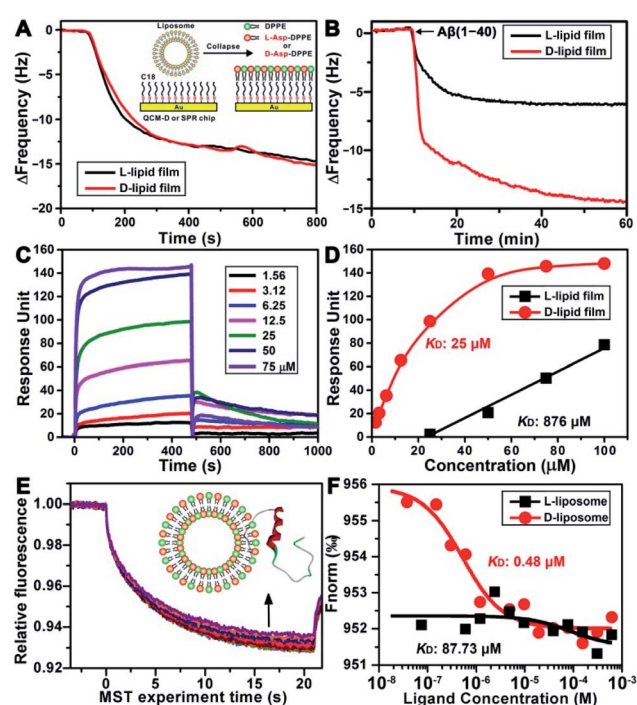 A
ΔFrequency (Hz)
0
−5
−10
−15
−20
0 200 400 600 800
Time (s)
L-lipid film
D-lipid film
Liposome
Collapse
DPPE
L-Asp-DPPE
or
D-Asp-DPPE
C18
Au
QCM-D or SPR chip
Au
B
ΔFrequency (Hz)
0
−5
−10
−15
0 10 20 30 40 50 60
Time (min)
Aβ(1−40)
L-lipid film
D-lipid film
C
Response Unit
160
140
120
100
80
60
40
20
0
0 200 400 600 800 1000
Time (s)
1.56
3.12
6.25
12.5
25
50
75 μM
D
Response Unit
160
140
120
100
80
60
40
20
0
0 20 40 60 80 100
Concentration (μM)
L-lipid film
D-lipid film
KD: 25 μM
KD: 876 μM
E
Relative fluorescence
1.00
0.98
0.96
0.94
0.92
0 5 10 15 20
MST experiment time (s)
F
Fnorm (‰)
956
955
954
953
952
951
10⁻⁸ 10⁻⁷ 10⁻⁶ 10⁻⁵ 10⁻⁴ 10⁻³
Ligand Concentration (M)
L-liposome
D-liposome
KD: 0.48 μM
KD: 87.73 μM